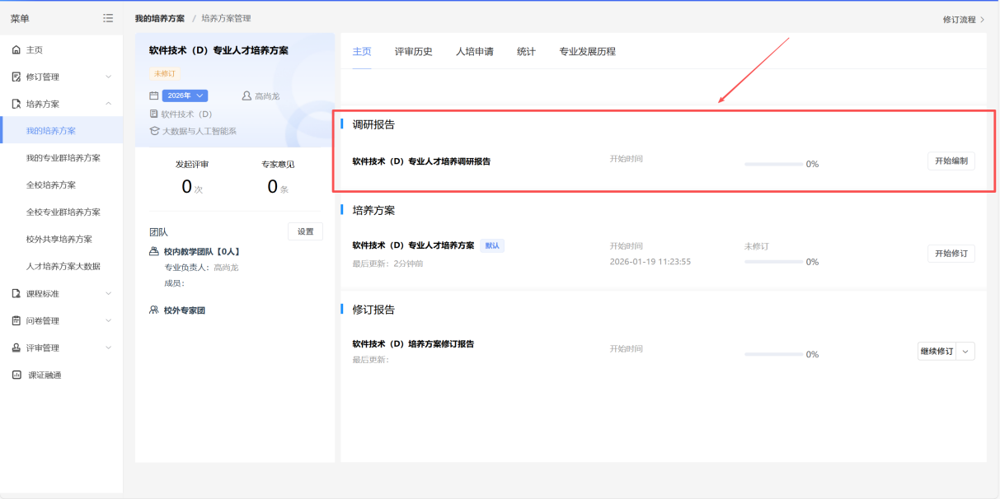 菜单
我的培养方案 / 培养方案管理
修订流程
主页
修订管理
培养方案
我的培养方案
我的专业群培养方案
全校培养方案
全校专业群培养方案
校外共享培养方案
人才培养方案大数据
课程标准
问卷管理
评审管理
课证融通
软件技术（D）专业人才培养方案
未修订
2026年 高尚龙
软件技术（D）
大数据与人工智能系
发起评审 专家意见
0次 0条
团队 设置
校内教学团队【0人】
专业负责人：高尚龙
成员：
校外专家团
主页 评审历史 人培申请 统计 专业发展历程
调研报告
软件技术（D）专业人才培养调研报告 开始时间 0% 开始编制
培养方案
软件技术（D）专业人才培养方案 默认 开始时间 未修订
最后更新：2分钟前 2026-01-19 11:23:55 0% 开始修订
修订报告
软件技术（D）培养方案修订报告 开始时间 继续修订
最后更新： 0%